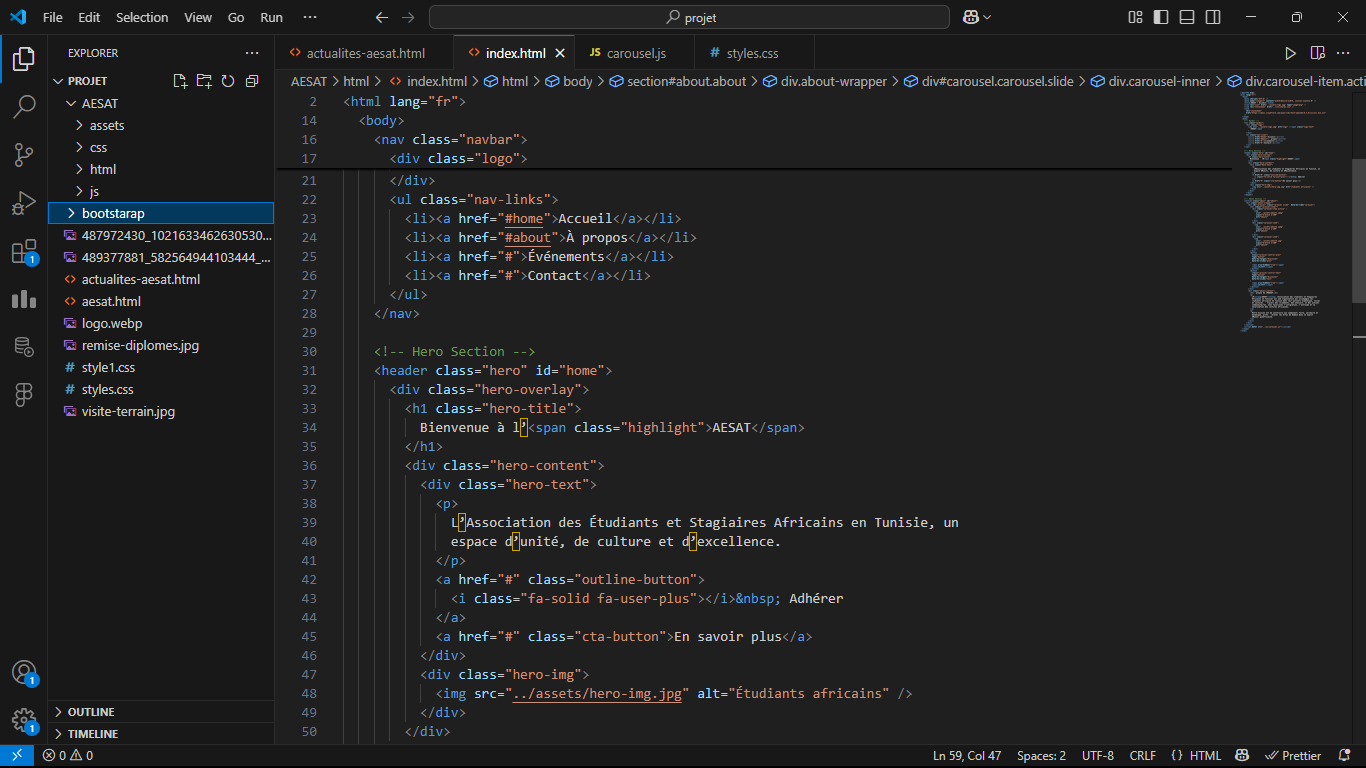 File Edit Selection View Go Run ··· projet
EXPLORER ···
PROJET
AESAT
assets
css
html
js
bootstarap
487972430_1021633462630530...
489377881_582564944103444_...
actualites-aesat.html
aesat.html
logo.webp
remise-diplomes.jpg
style1.css
styles.css
visite-terrain.jpg
OUTLINE
TIMELINE
1
1
1
actualites-aesat.html index.html JS carousel.js # styles.css
AESAT > html > index.html > html > body > section#about.about > div.about-wrapper > div#carousel.carousel.slide > div.carousel-inner > div.carousel-item.acti
2 <html lang="fr">
14 <body>
16 <nav class="navbar">
17 <div class="logo">
21 </div>
22 <ul class="nav-links">
23 <li><a href="#home">Accueil</a></li>
24 <li><a href="#about">À propos</a></li>
25 <li><a href="#">Événements</a></li>
26 <li><a href="#">Contact</a></li>
27 </ul>
28 </nav>
29
30 <!-- Hero Section -->
31 <header class="hero" id="home">
32 <div class="hero-overlay">
33 <h1 class="hero-title">
34 Bienvenue à l’<span class="highlight">AESAT</span>
35 </h1>
36 <div class="hero-content">
37 <div class="hero-text">
38 <p>
39 L’Association des Étudiants et Stagiaires Africains en Tunisie, un
40 espace d’unité, de culture et d’excellence.
41 </p>
42 <a href="#" class="outline-button">
43 <i class="fa-solid fa-user-plus"></i>&nbsp; Adhérer
44 </a>
45 <a href="#" class="cta-button">En savoir plus</a>
46 </div>
47 <div class="hero-img">
48 <img src="../assets/hero-img.jpg" alt="Étudiants africains" />
49 </div>
50 </div>
0 0 Ln 59, Col 47 Spaces: 2 UTF-8 CRLF {} HTML Prettier